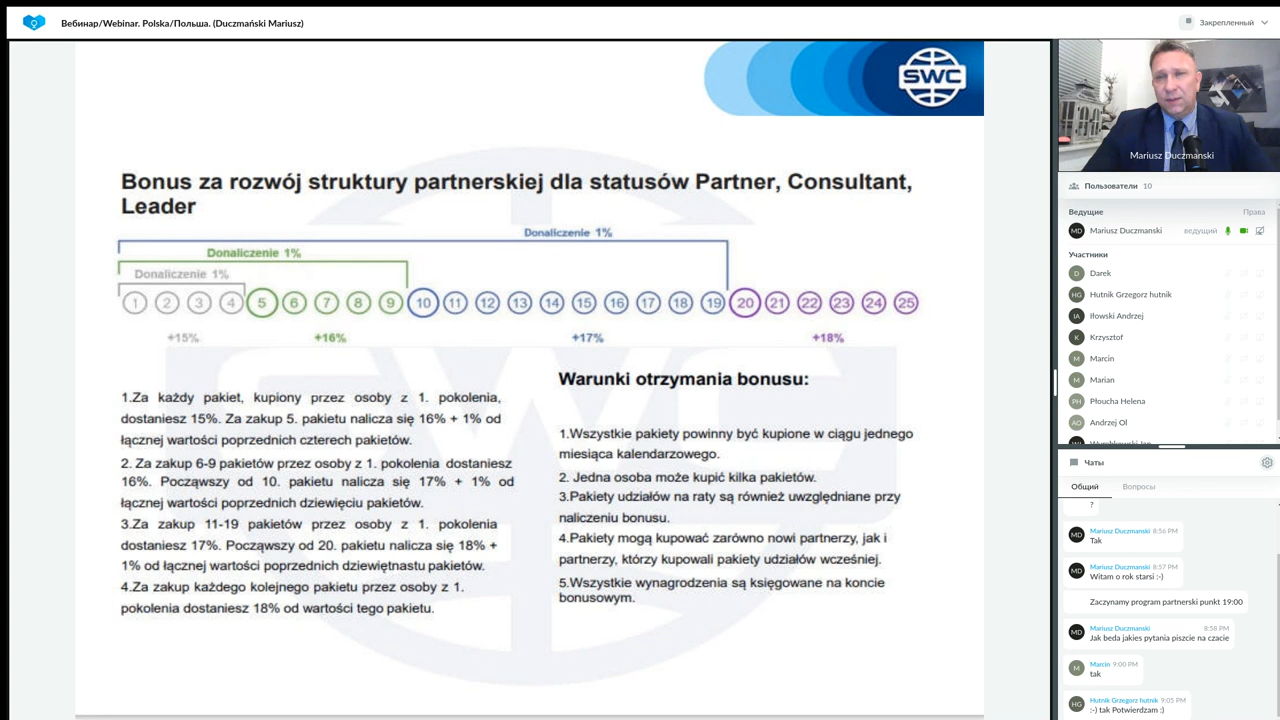 Вебинар/Webinar. Polska/Польша. (Duczmański Mariusz)
Закрепленный
SWC
Bonus za rozwój struktury partnerskiej dla statusów Partner, Consultant,
Leader
Donaliczenie 1%
Donaliczenie 1%
Donaliczenie 1%
1 2 3 4 5 6 7 8 9 10 11 12 13 14 15 16 17 18 19 20 21 22 23 24 25
+15% +16% +17% +18%
1.Za każdy pakiet, kupiony przez osoby z 1. pokolenia,
dostaniesz 15%. Za zakup 5. pakietu nalicza się 16% + 1% od
łącznej wartości poprzednich czterech pakietów.
2. Za zakup 6-9 pakietów przez osoby z 1. pokolenia dostaniesz
16%. Począwszy od 10. pakietu nalicza się 17% + 1% od
łącznej wartości poprzednich dziewięciu pakietów.
3.Za zakup 11-19 pakietów przez osoby z 1. pokolenia
dostaniesz 17%. Począwszy od 20. pakietu nalicza się 18% +
1% od łącznej wartości poprzednich dziewiętnastu pakietów.
4.Za zakup każdego kolejnego pakietu przez osoby z 1.
pokolenia dostaniesz 18% od wartości tego pakietu.
Warunki otrzymania bonusu:
1.Wszystkie pakiety powinny być kupione w ciągu jednego
miesiąca kalendarzowego.
2. Jedna osoba może kupić kilka pakietów.
3.Pakiety udziałów na raty są również uwzględniane przy
naliczeniu bonusu.
4.Pakiety mogą kupować zarówno nowi partnerzy, jak i
partnerzy, którzy kupowali pakiety udziałów wcześniej.
5.Wszystkie wynagrodzenia są księgowane na koncie
bonusowym.
Mariusz Duczmanski
Пользователи 10
Ведущие Права
MD Mariusz Duczmanski ведущий
Участники
D Darek
HG Hutnik Grzegorz hutnik
IA Iłowski Andrzej
K Krzysztof
M Marcin
M Marian
PH Płoucha Helena
AO Andrzej Ol
Чаты
Общий Вопросы
?
MD Mariusz Duczmanski 8:56 PM
Tak
MD Mariusz Duczmanski 8:57 PM
Witam o rok starsi :-)
Zaczynamy program partnerski punkt 19:00
MD Mariusz Duczmanski 8:58 PM
Jak beda jakies pytania piszcie na czacie
M Marcin 9:00 PM
tak
HG Hutnik Grzegorz hutnik 9:05 PM
:-) tak Potwierdzam :)